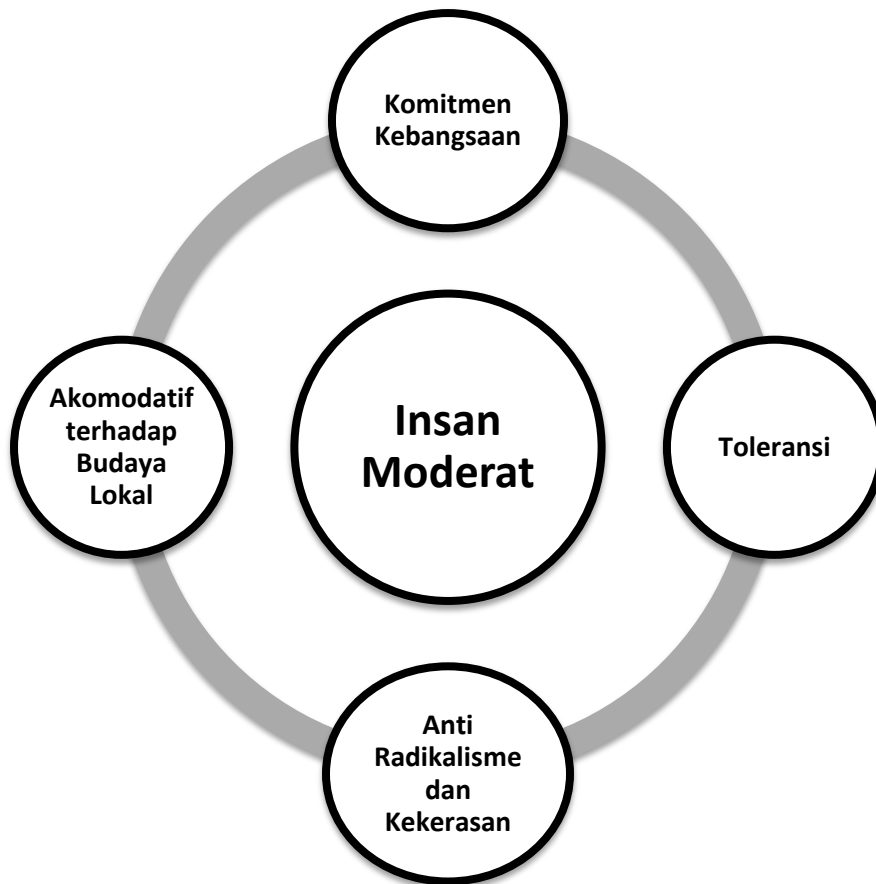 Komitmen
Kebangsaan
Akomodatif
terhadap
Budaya
Lokal
Insan
Moderat
Toleransi
Anti
Radikalisme
dan
Kekerasan